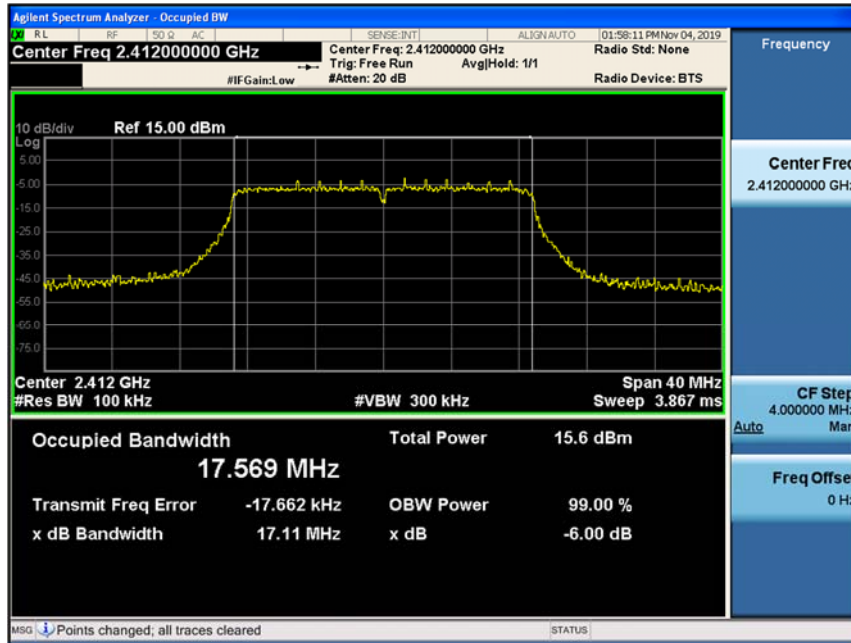 Agilent Spectrum Analyzer - Occupied BW
LXI RL RF 50 Ω AC SENSE:INT ALIGN AUTO 01:58:11 PM Nov 04, 2019
Center Freq 2.412000000 GHz
Center Freq: 2.412000000 GHz
Radio Std: None
Trig: Free Run Avg|Hold: 1/1
#IFGain:Low
#Atten: 20 dB
Radio Device: BTS
10 dB/div Ref 15.00 dBm
Log
5.00
-5.00
-15.0
-25.0
-35.0
-45.0
-55.0
-65.0
-75.0
Center 2.412 GHz Span 40 MHz
#Res BW 100 kHz #VBW 300 kHz Sweep 3.867 ms
Occupied Bandwidth Total Power 15.6 dBm
17.569 MHz
Transmit Freq Error -17.662 kHz OBW Power 99.00 %
x dB Bandwidth 17.11 MHz x dB -6.00 dB
MSG Points changed; all traces cleared STATUS
Frequency
Center Freq
2.412000000 GHz
CF Step
4.000000 MHz
Auto Man
Freq Offset
0 Hz